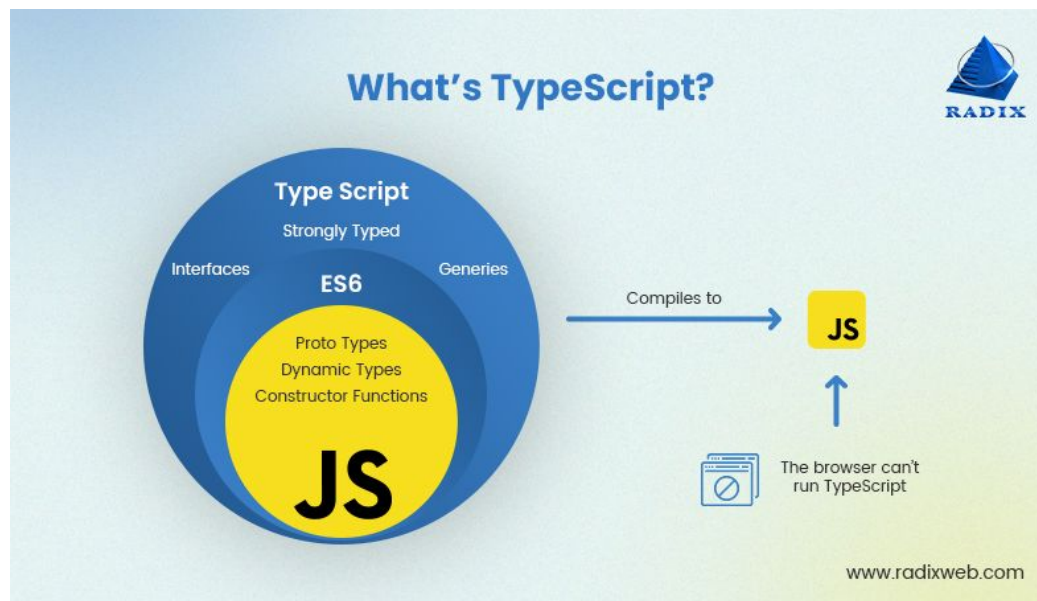 What's TypeScript?
RADIX
Type Script
Strongly Typed
Interfaces
Generies
ES6
Proto Types
Dynamic Types
Constructor Functions
JS
Compiles to
JS
The browser can't
run TypeScript
www.radixweb.com